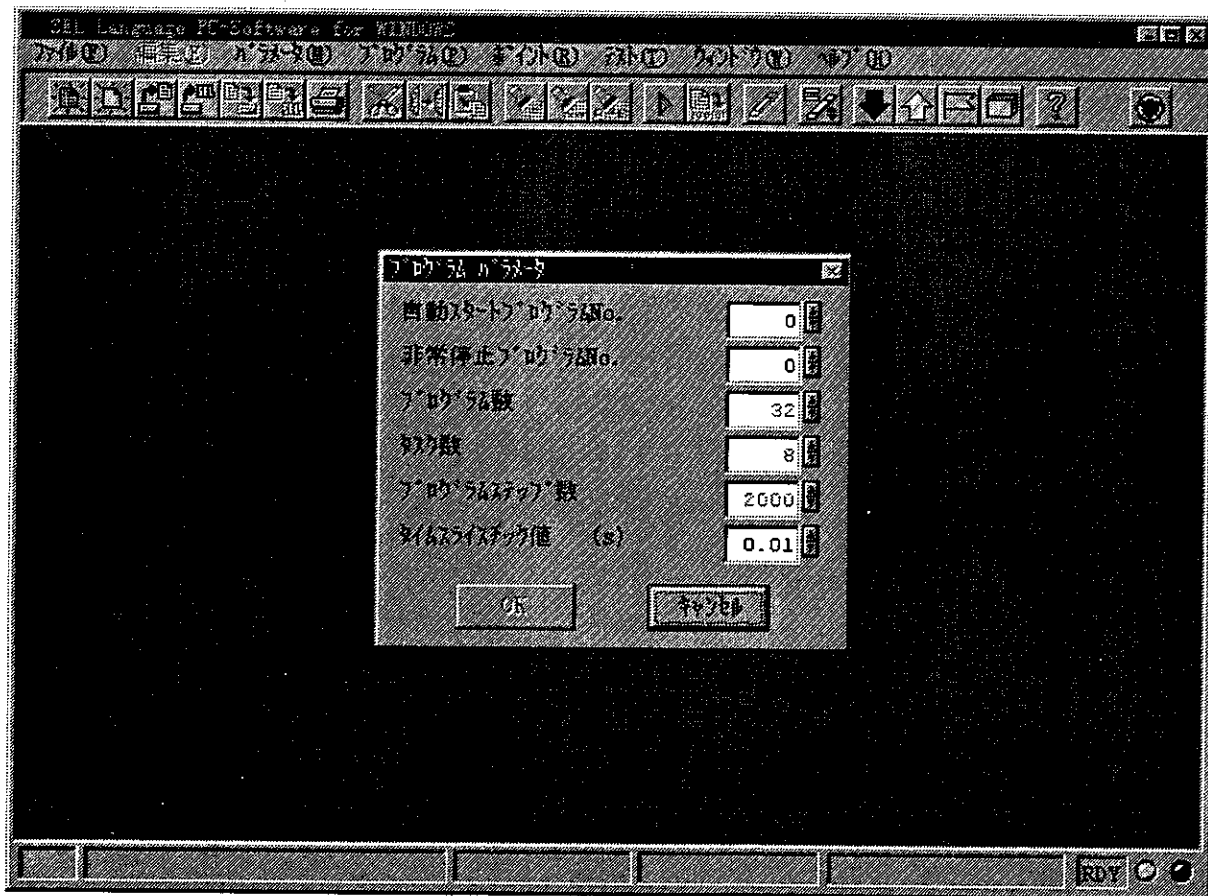 SEL Language PC-Software for WINDOWS
ﾌｧｲﾙ(F) 編集(E) ﾊﾟﾗﾒｰﾀ(M) ﾌﾟﾛｸﾞﾗﾑ(P) ﾎﾟｲﾝﾄ(R) ﾃｽﾄ(T) ｳｨﾝﾄﾞｳ(W) ﾍﾙﾌﾟ(H)
?
ﾌﾟﾛｸﾞﾗﾑ ﾊﾟﾗﾒｰﾀ
自動ｽﾀｰﾄﾌﾟﾛｸﾞﾗﾑNo. 0
非常停止ﾌﾟﾛｸﾞﾗﾑNo. 0
ﾌﾟﾛｸﾞﾗﾑ数 32
ﾀｽｸ数 8
ﾌﾟﾛｸﾞﾗﾑｽﾃｯﾌﾟ数 2000
ﾀｲﾑｽﾗｲｽﾁｯｸ値 (s) 0.01
OK ｷｬﾝｾﾙ
RDY